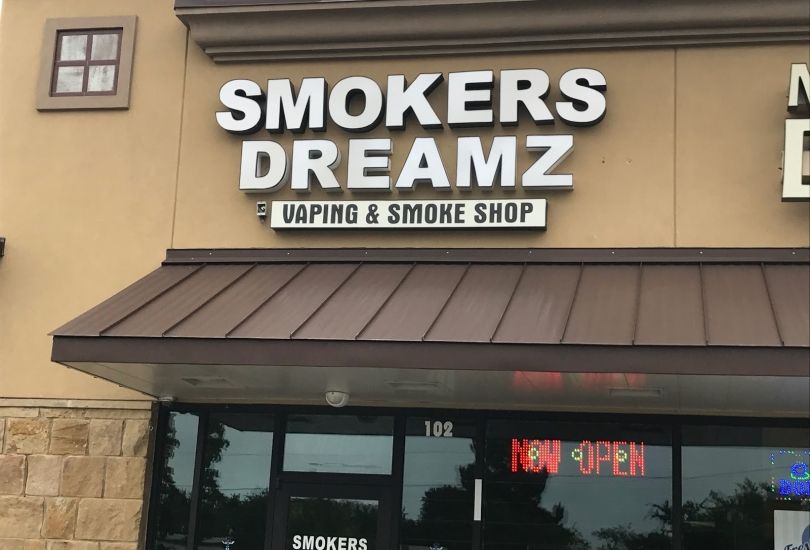 SMOKERS
DREAMZ
VAPING & SMOKE SHOP
102
NOW OPEN
SMOKERS